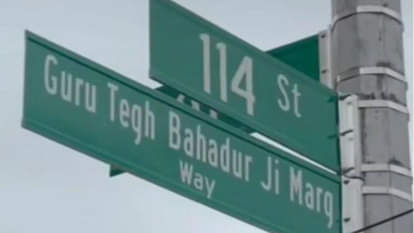 114 St
Guru Tegh Bahadur Ji Marg
Way